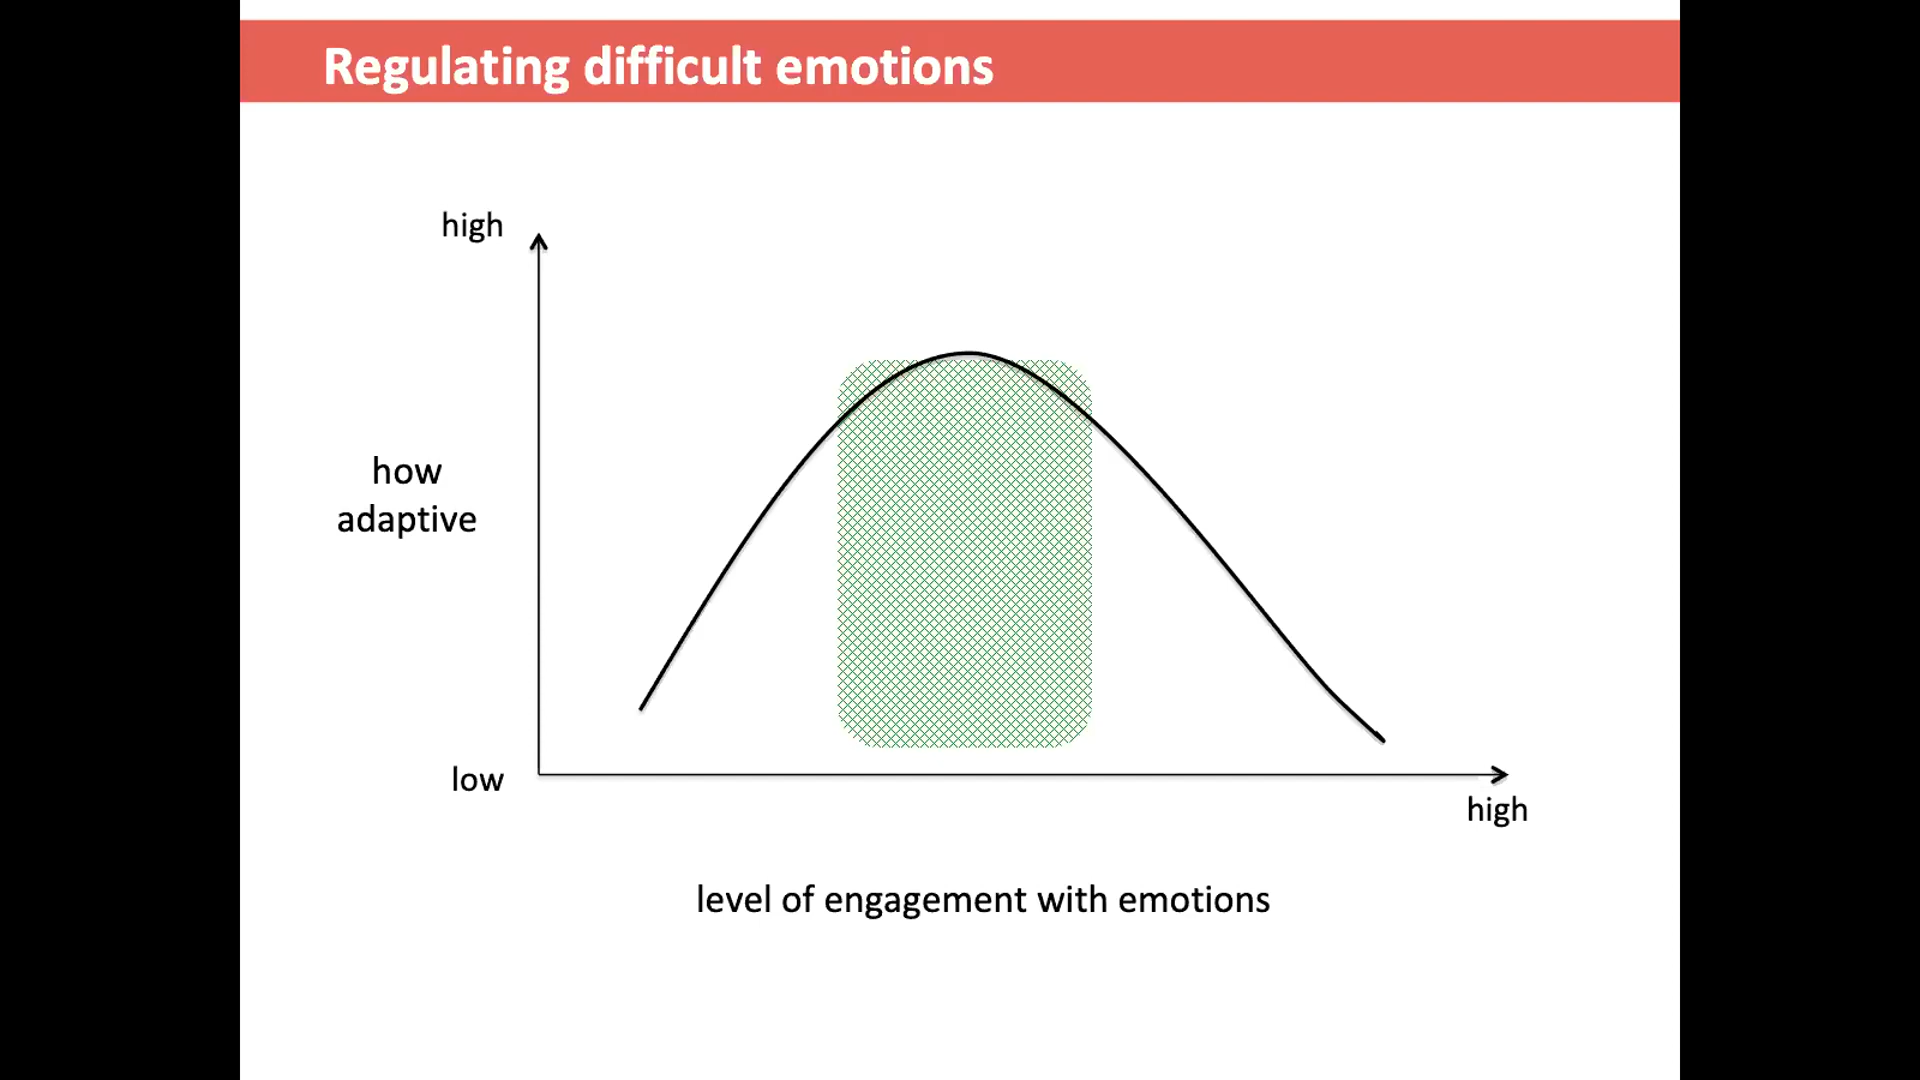 Regulating difficult emotions
high
how
adaptive
low
high
level of engagement with emotions